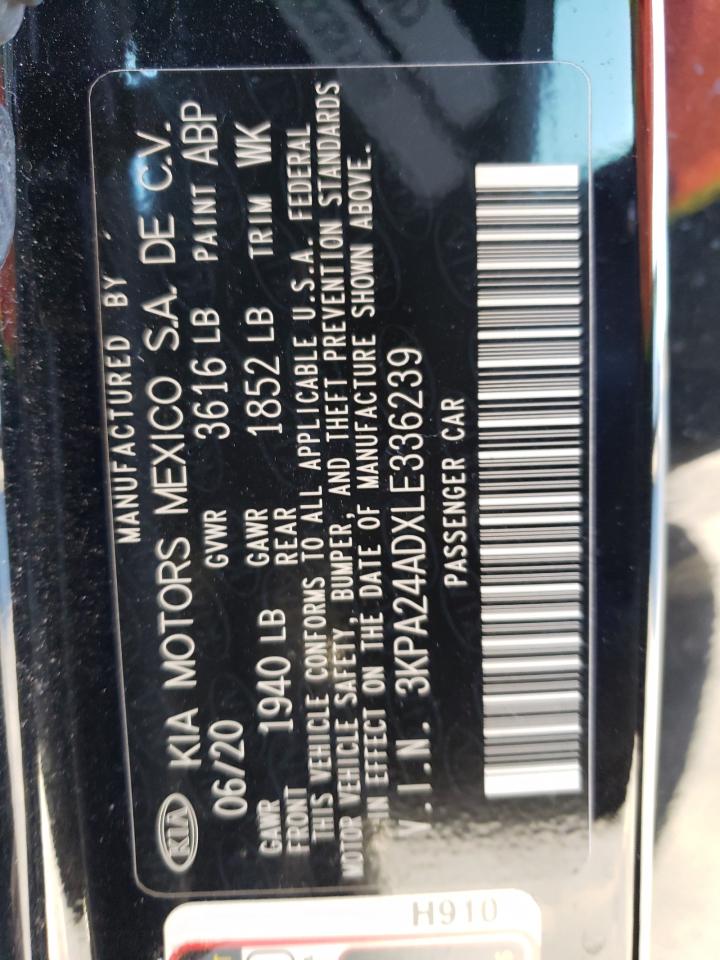 MANUFACTURED BY
KIA KIA MOTORS MEXICO S.A. DE C.V.
06/20 GVWR 3616 LB PAINT ABP
GAWR FRONT 1940 LB GAWR REAR 1852 LB TRIM WK
THIS VEHICLE CONFORMS TO ALL APPLICABLE U.S.A. FEDERAL
MOTOR VEHICLE SAFETY, BUMPER, AND THEFT PREVENTION STANDARDS
IN EFFECT ON THE DATE OF MANUFACTURE SHOWN ABOVE.
V.I.N. 3KPA24ADXLE336239
PASSENGER CAR
H910